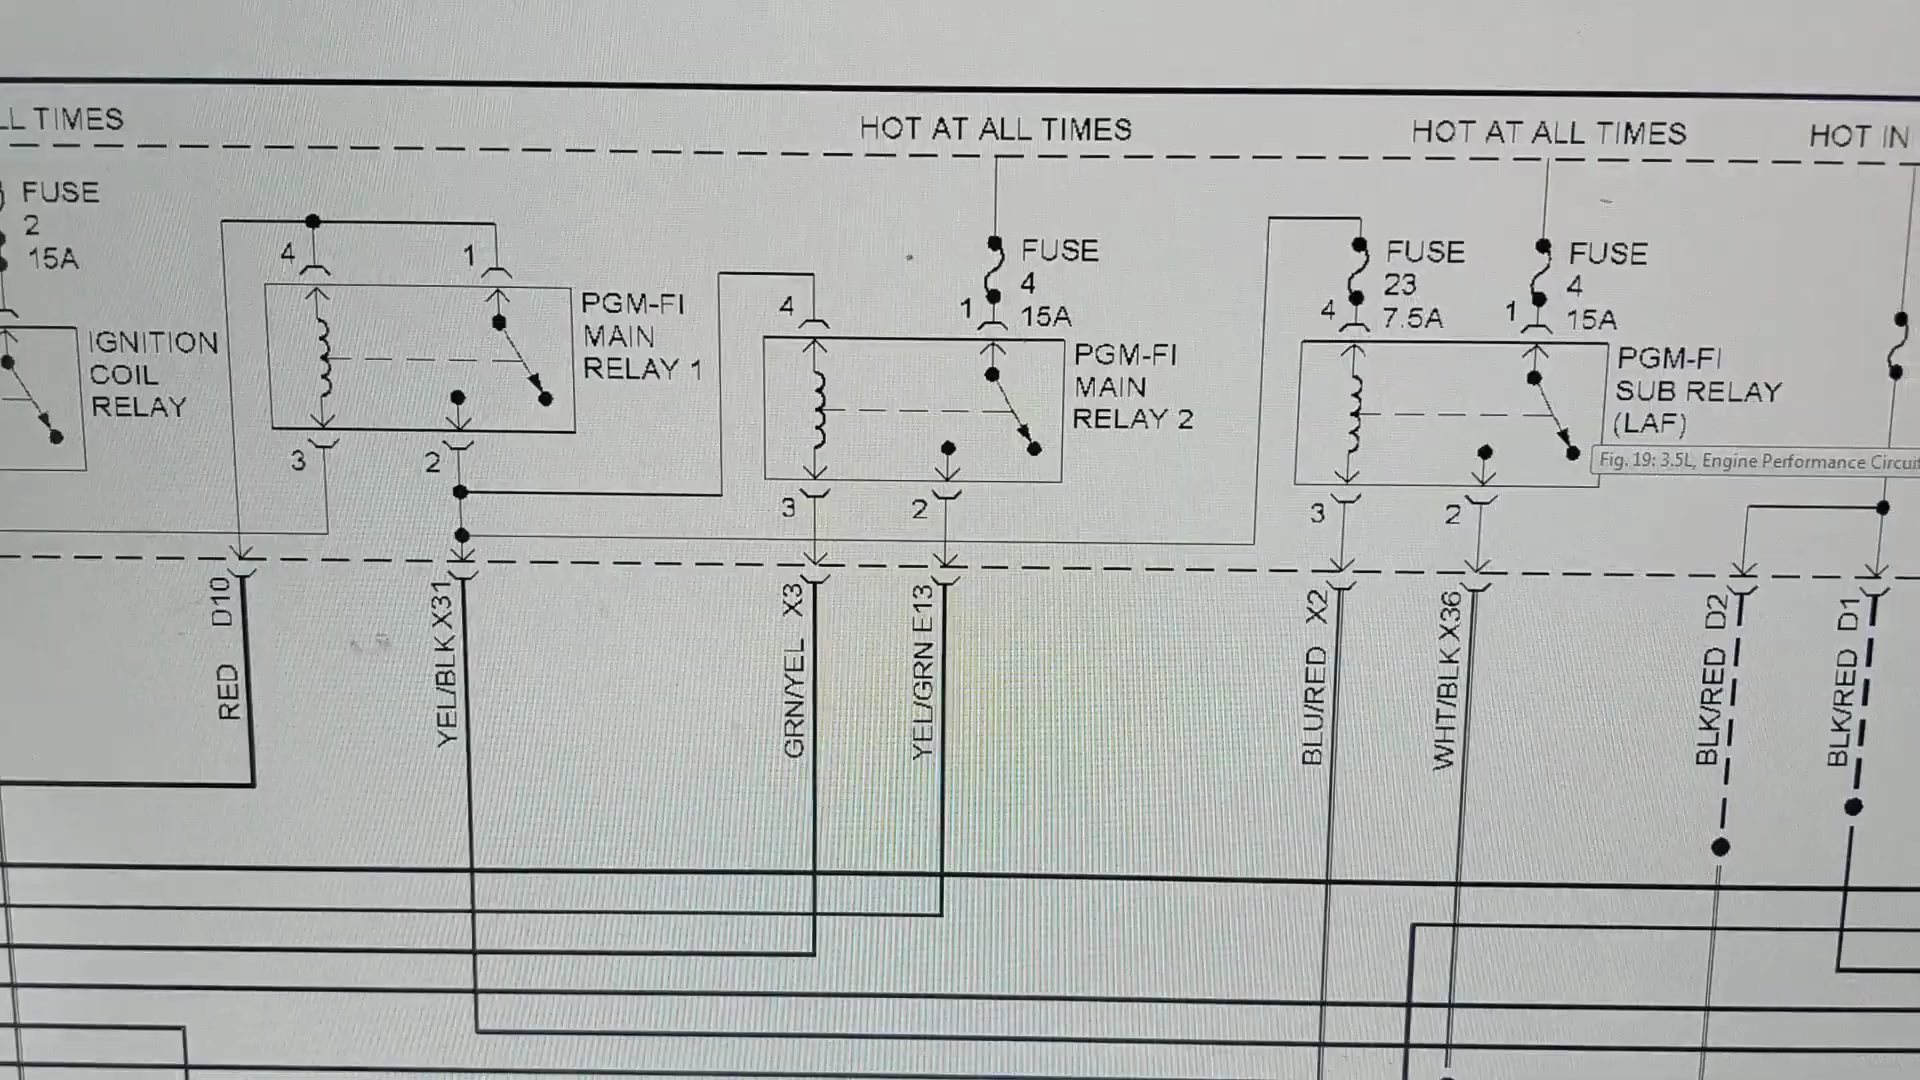 LL TIMES
HOT AT ALL TIMES
HOT AT ALL TIMES
HOT IN
FUSE
2
15A
4
1
PGM-FI
MAIN
RELAY 1
3
2
IGNITION
COIL
RELAY
4
1
FUSE
4
15A
PGM-FI
MAIN
RELAY 2
3
2
4
FUSE
23
7.5A
1
FUSE
4
15A
PGM-FI
SUB RELAY
(LAF)
3
2
Fig. 19: 3.5L, Engine Performance Circuit
RED D10
YEL/BLK X31
GRN/YEL X3
YEL/GRN E13
BLU/RED X2
WHT/BLK X36
BLK/RED D2
BLK/RED D1